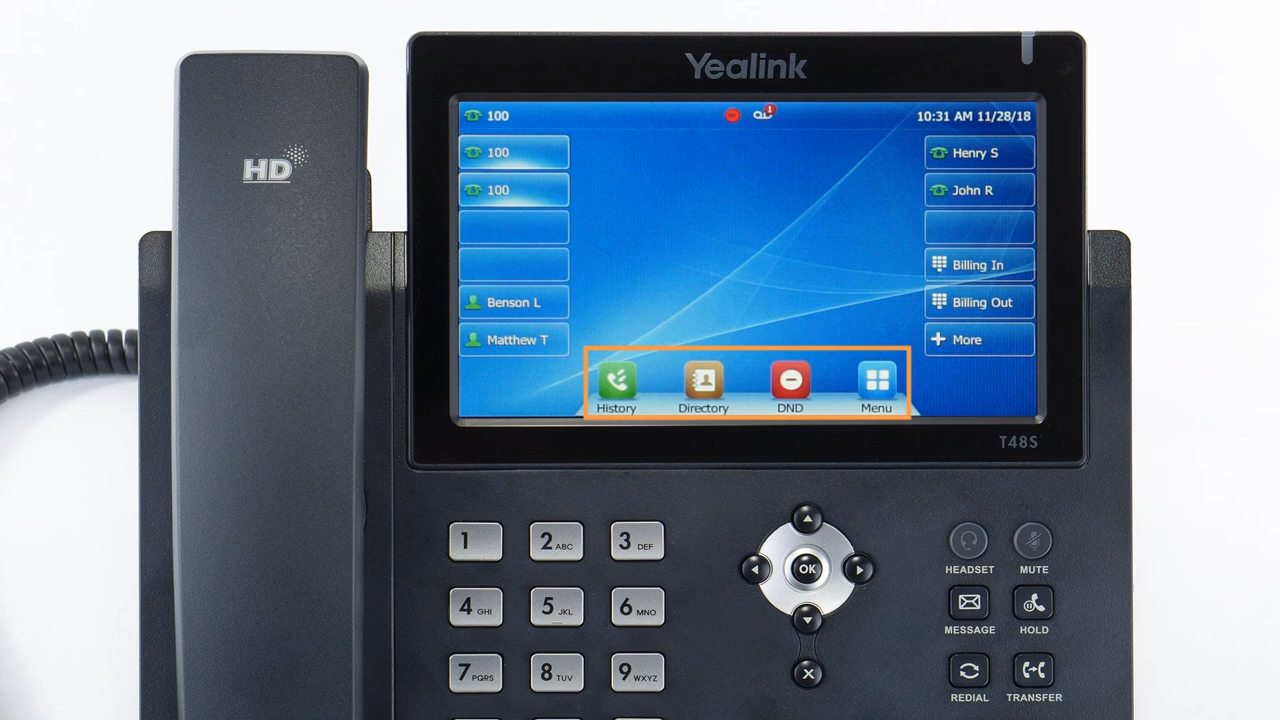 Yealink
HD
100
1
10:31 AM 11/28/18
100
100
Benson L
Matthew T
Henry S
John R
Billing In
Billing Out
More
History
Directory
DND
Menu
T48S
1
2 ABC
3 DEF
4 GHI
5 JKL
6 MNO
7 PQRS
8 TUV
9 WXYZ
OK
X
HEADSET
MUTE
MESSAGE
HOLD
REDIAL
TRANSFER